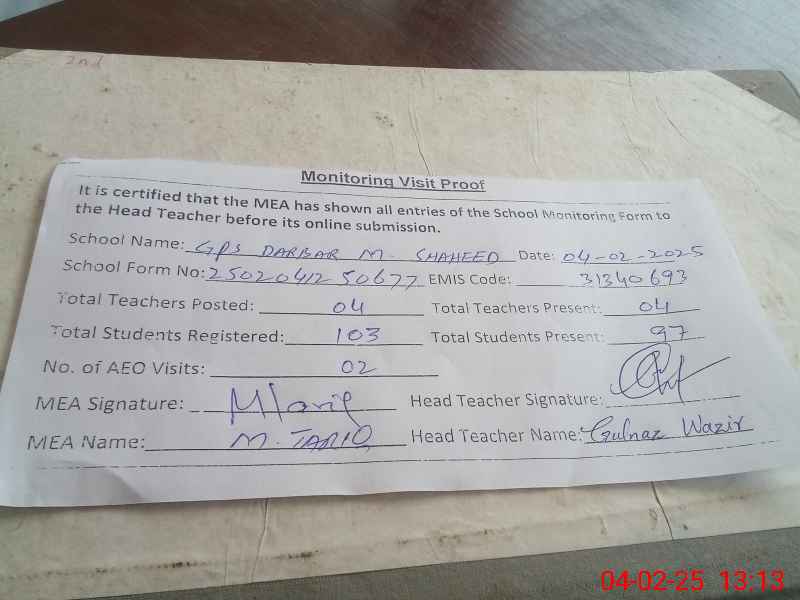 2nd
Monitoring Visit Proof
It is certified that the MEA has shown all entries of the School Monitoring Form to
the Head Teacher before its online submission.
School Name: GPS DARBAR M. SHAHEED Date: 04-02-2025
School Form No: 25020412 50677 EMIS Code: 31340693
Total Teachers Posted: 04 Total Teachers Present: 04
Total Students Registered: 103 Total Students Present: 97
No. of AEO Visits: 02
MEA Signature: Head Teacher Signature:
MEA Name: M. TARIQ Head Teacher Name: Gulnaz Wazir
04-02-25 13:13